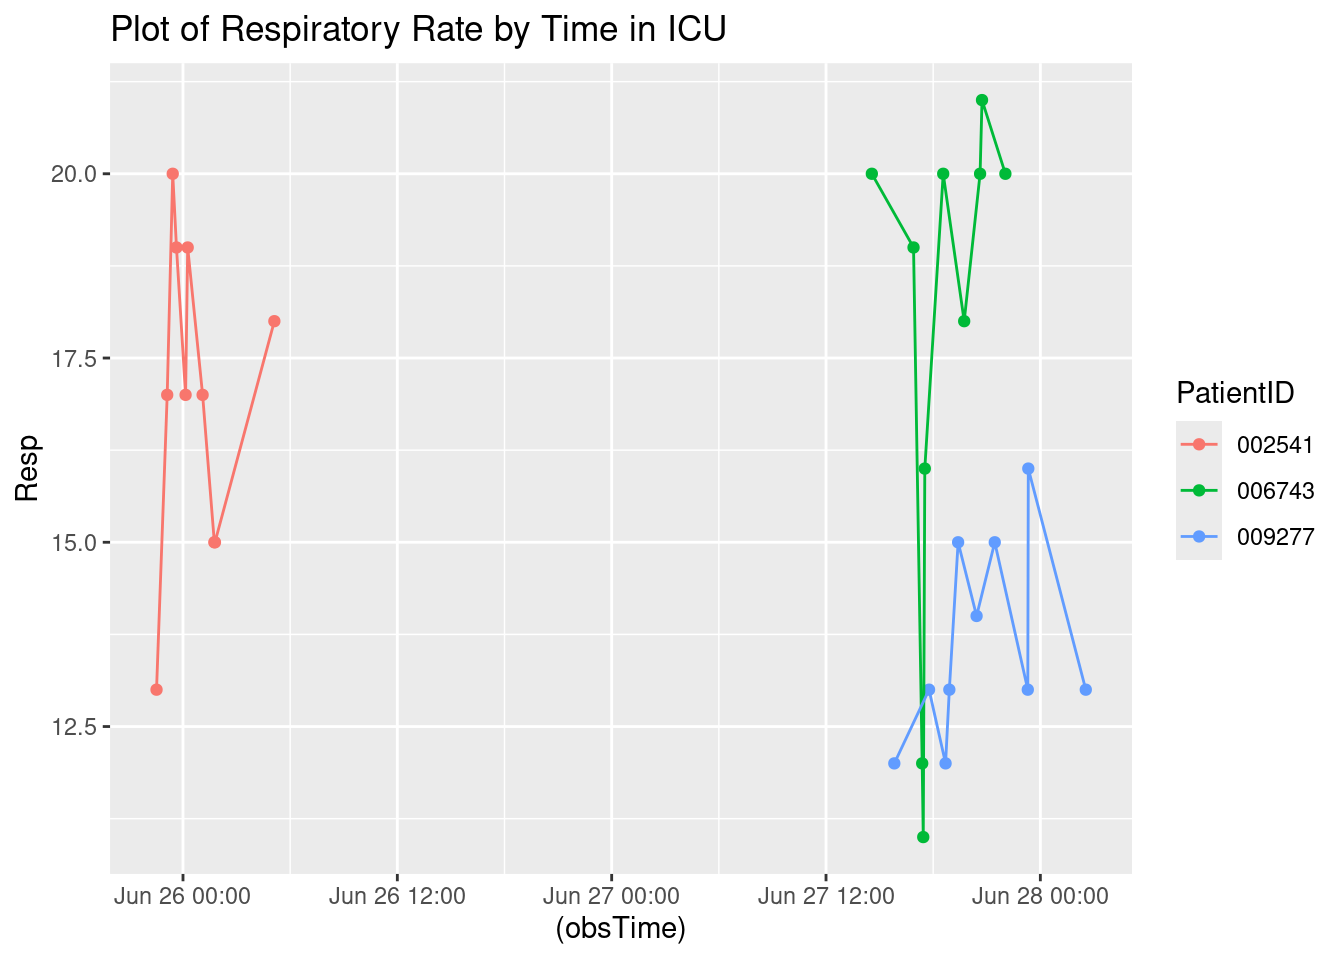 Plot of Respiratory Rate by Time in ICU
Resp
20.0
17.5
15.0
12.5
Jun 26 00:00
Jun 26 12:00
Jun 27 00:00
Jun 27 12:00
Jun 28 00:00
(obsTime)
PatientID
002541
006743
009277